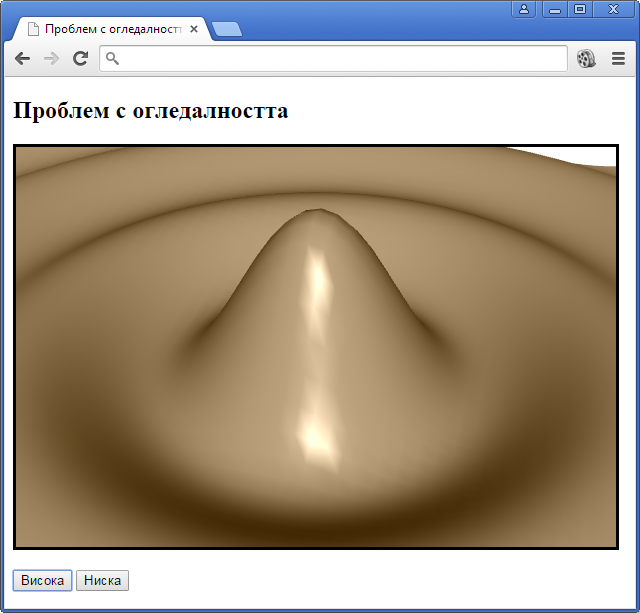 Проблем с огледалностт
Проблем с огледалността
Висока Ниска